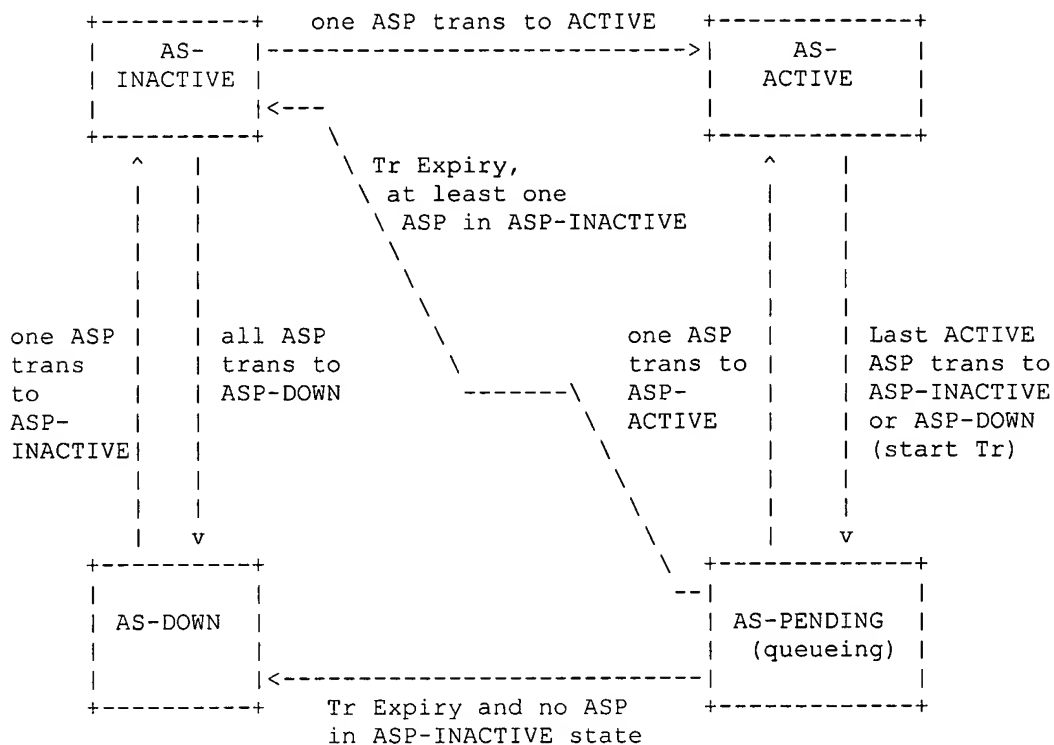 one ASP trans to ACTIVE
AS-
INACTIVE
AS-
ACTIVE
Tr Expiry,
at least one
ASP in ASP-INACTIVE
one ASP
trans
to
ASP-
INACTIVE
all ASP
trans to
ASP-DOWN
one ASP
trans to
ASP-
ACTIVE
Last ACTIVE
ASP trans to
ASP-INACTIVE
or ASP-DOWN
(start Tr)
AS-DOWN
AS-PENDING
(queueing)
Tr Expiry and no ASP
in ASP-INACTIVE state